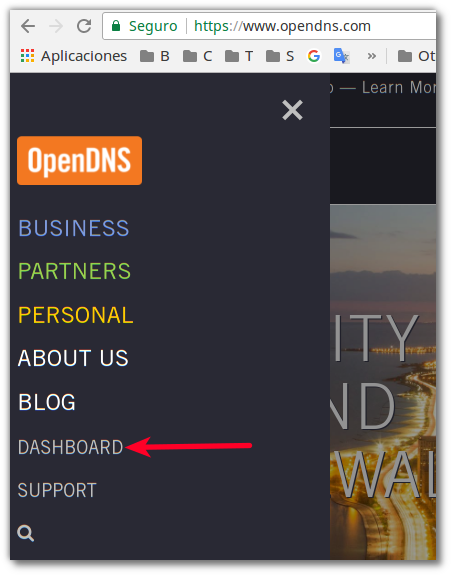 Seguro https://www.opendns.com
Aplicaciones B C T S G » Ot
— Learn Mor
OpenDNS
BUSINESS
PARTNERS
PERSONAL
ABOUT US
BLOG
DASHBOARD
SUPPORT
ITY
ND
WAL